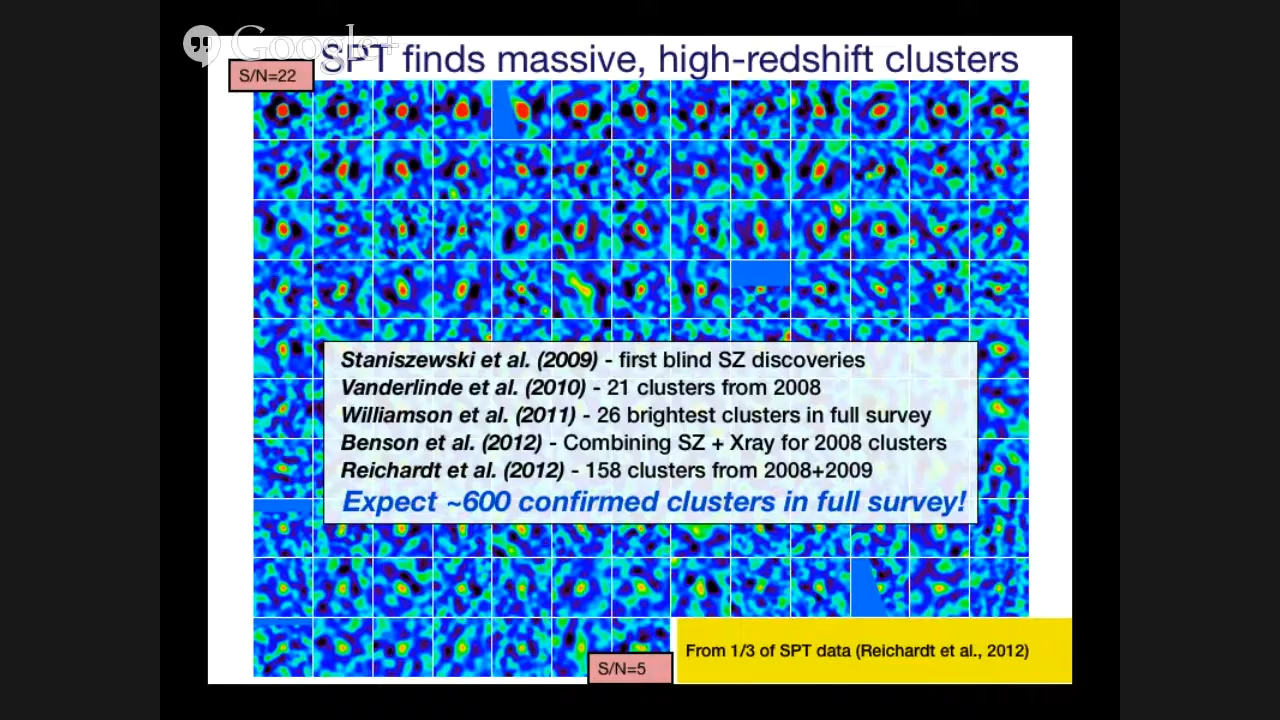 Google+
SPT finds massive, high-redshift clusters
S/N=22
Staniszewski et al. (2009) - first blind SZ discoveries
Vanderlinde et al. (2010) - 21 clusters from 2008
Williamson et al. (2011) - 26 brightest clusters in full survey
Benson et al. (2012) - Combining SZ + Xray for 2008 clusters
Reichardt et al. (2012) - 158 clusters from 2008+2009
Expect ~600 confirmed clusters in full survey!
From 1/3 of SPT data (Reichardt et al., 2012)
S/N=5